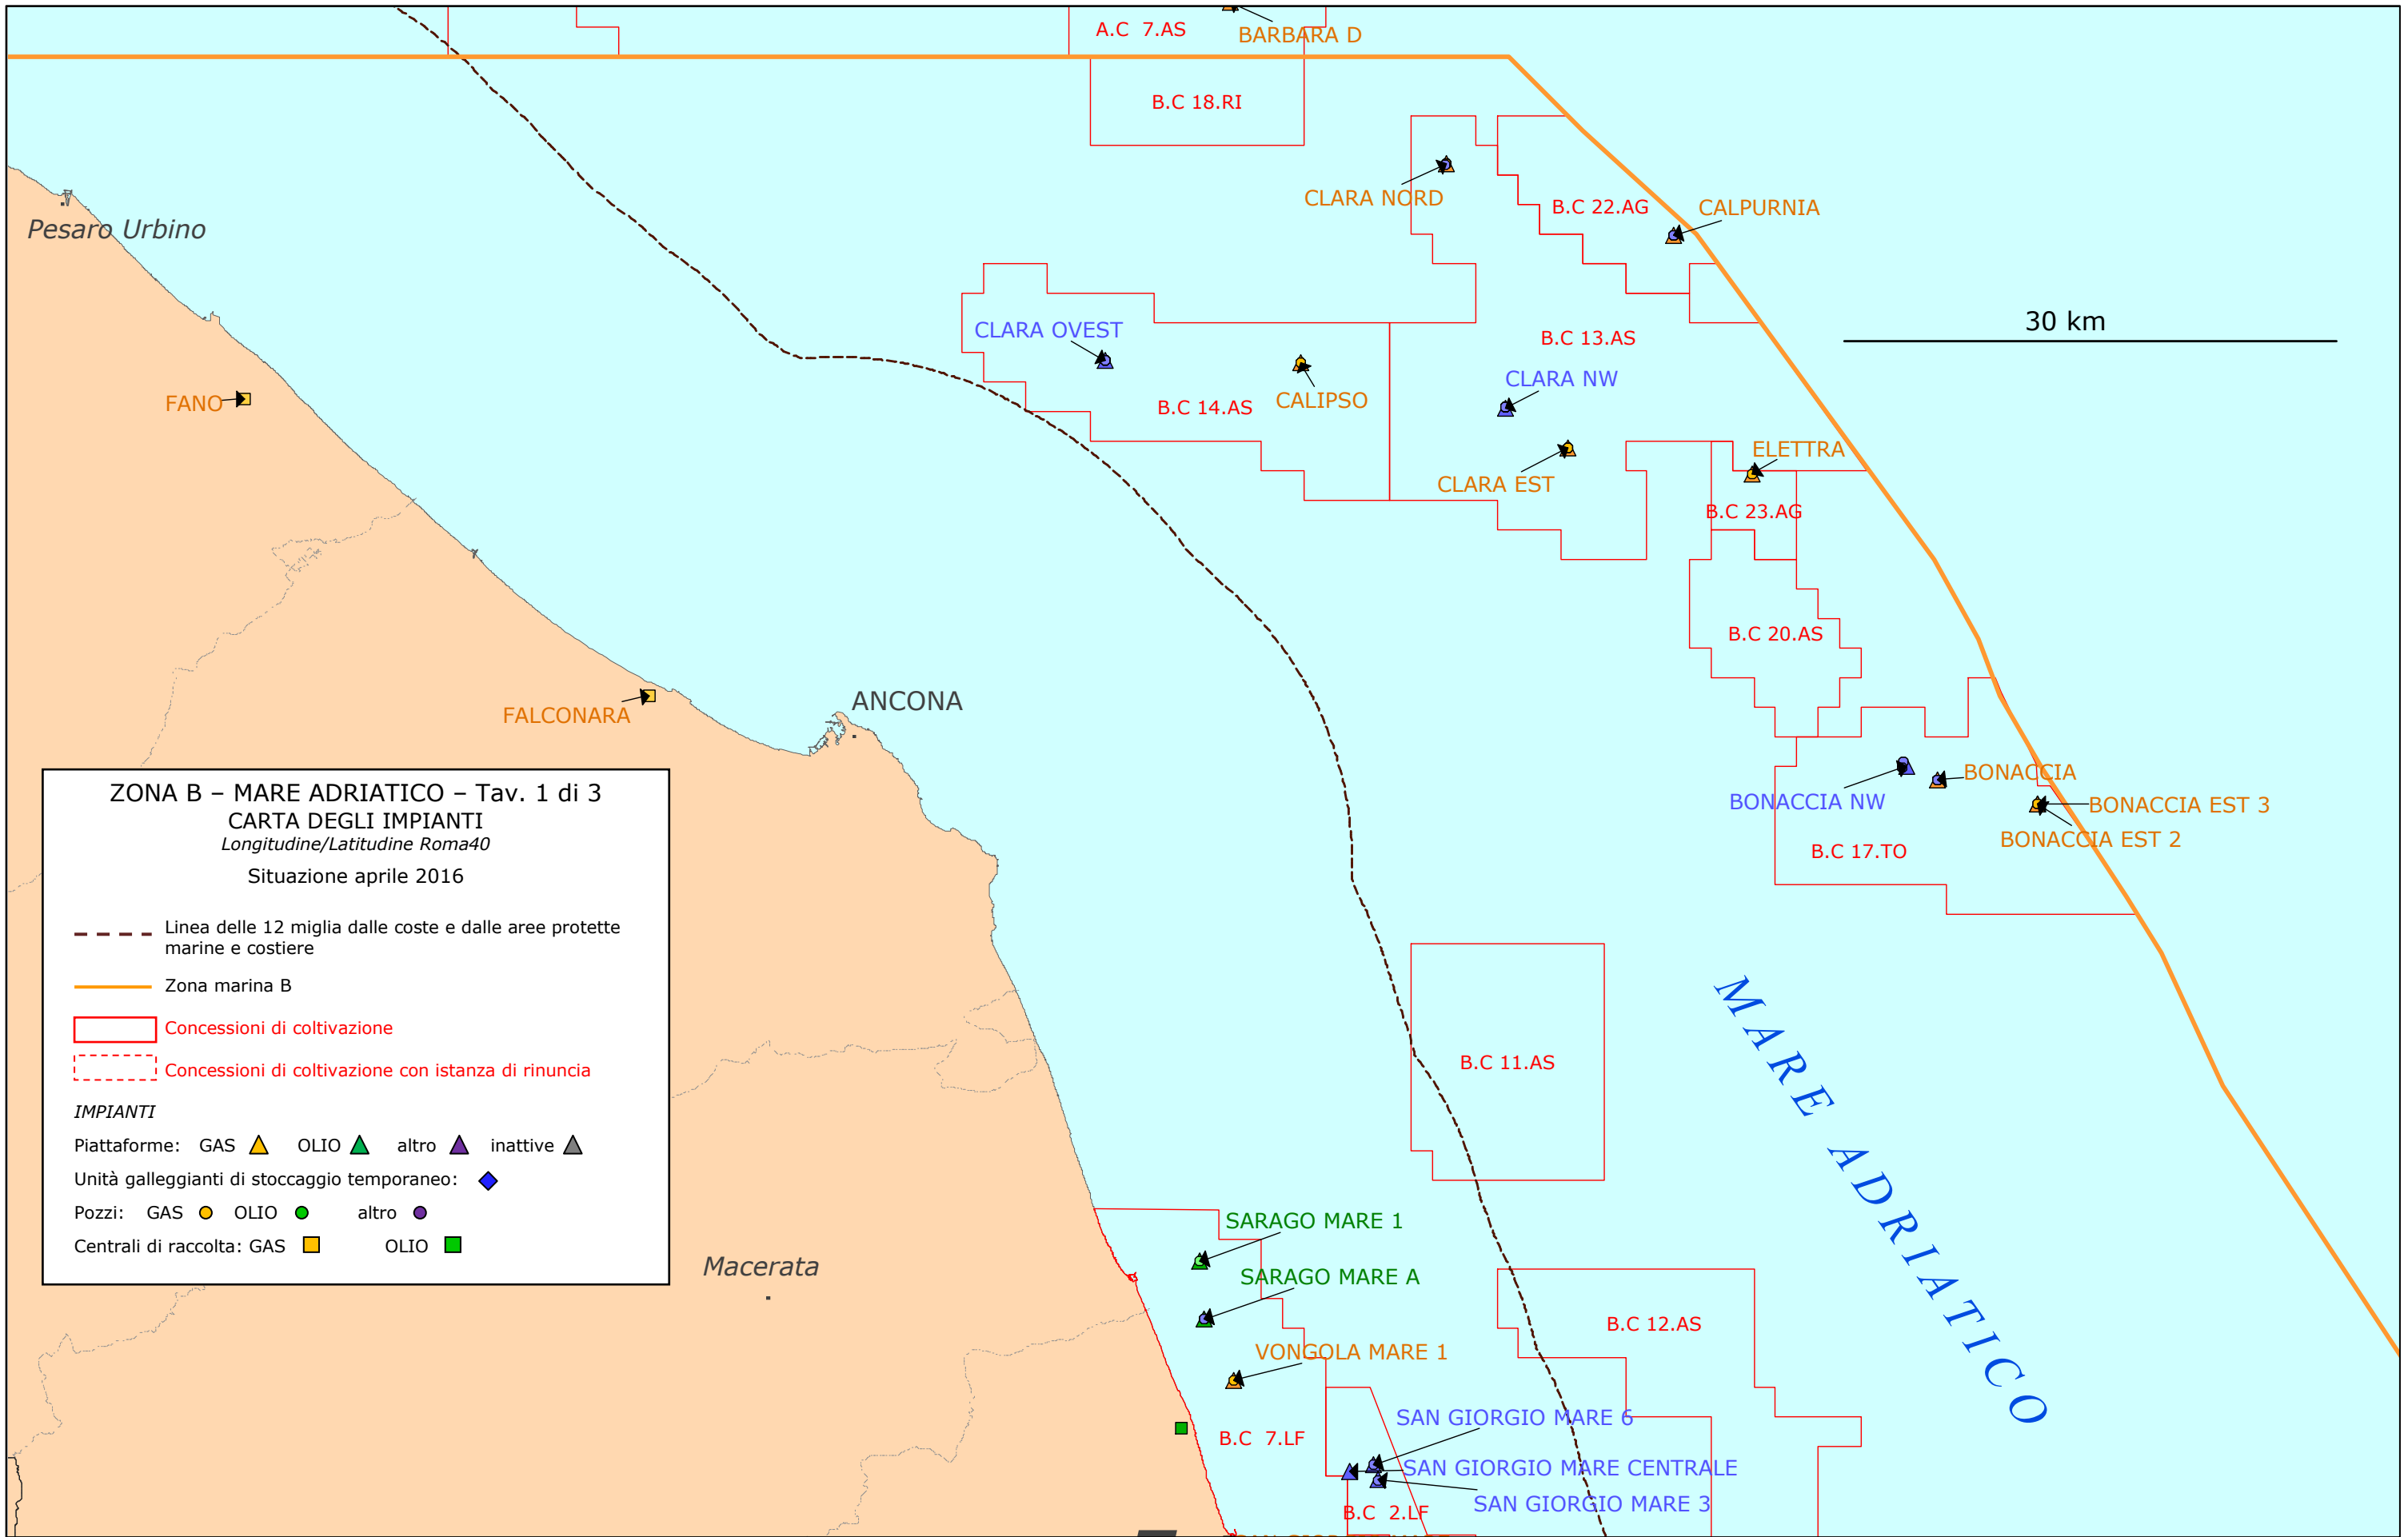 A.C 7.AS
BARBARA D
B.C 18.RI
CLARA NORD
B.C 22.AG
CALPURNIA
Pesaro Urbino
30 km
CLARA OVEST
B.C 13.AS
CLARA NW
CALIPSO
B.C 14.AS
FANO
ELETTRA
CLARA EST
B.C 23.AG
B.C 20.AS
ANCONA
FALCONARA
BONACCIA
BONACCIA NW
BONACCIA EST 3
BONACCIA EST 2
B.C 17.TO
ZONA B – MARE ADRIATICO – Tav. 1 di 3
CARTA DEGLI IMPIANTI
Longitudine/Latitudine Roma40
Situazione aprile 2016
Linea delle 12 miglia dalle coste e dalle aree protette
marine e costiere
Zona marina B
Concessioni di coltivazione
Concessioni di coltivazione con istanza di rinuncia
IMPIANTI
Piattaforme: GAS OLIO altro inattive
Unità galleggianti di stoccaggio temporaneo:
Pozzi: GAS OLIO altro
Centrali di raccolta: GAS OLIO
MARE ADRIATICO
B.C 11.AS
SARAGO MARE 1
Macerata
SARAGO MARE A
B.C 12.AS
VONGOLA MARE 1
SAN GIORGIO MARE 6
B.C 7.LF
SAN GIORGIO MARE CENTRALE
SAN GIORGIO MARE 3
B.C 2.LF